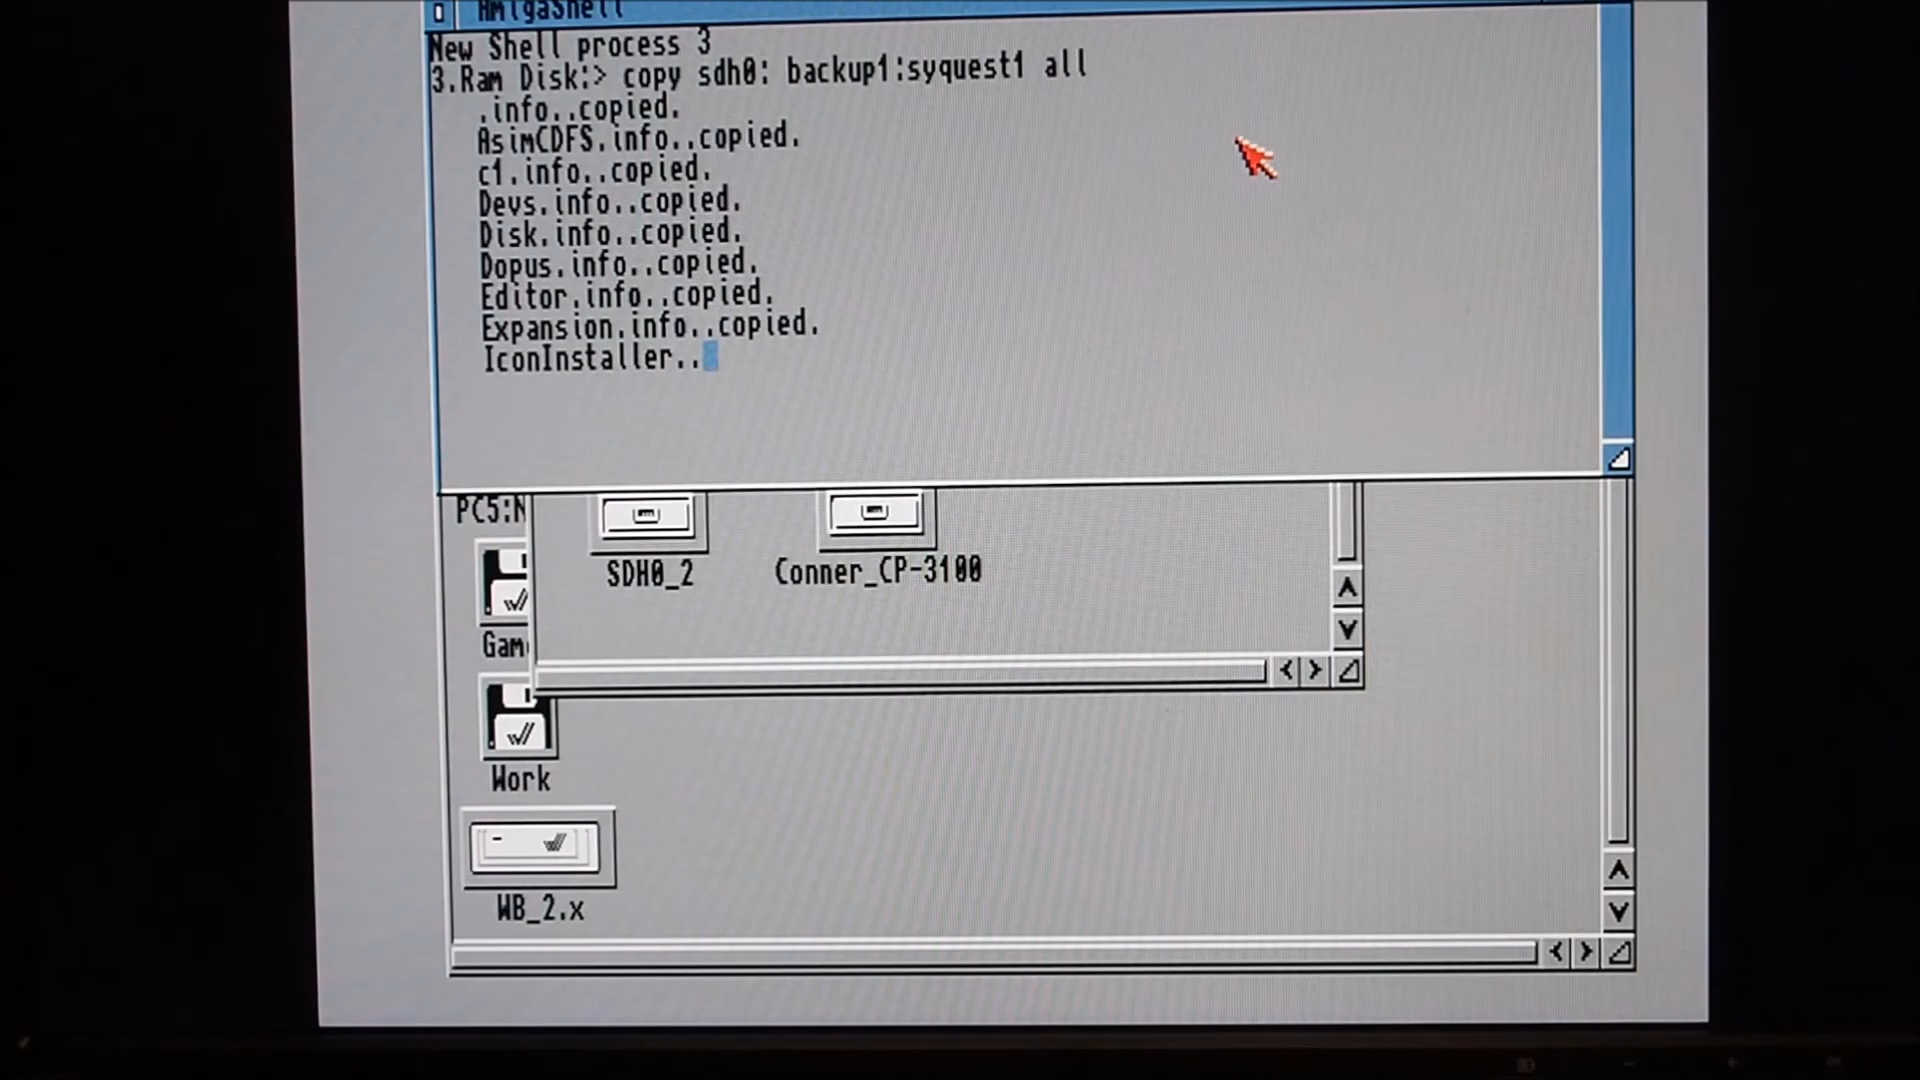 AmigaShell
New Shell process 3
3.Ram Disk:> copy sdh0: backup1:syquest1 all
.info..copied.
AsimCDFS.info..copied.
c1.info..copied.
Devs.info..copied.
Disk.info..copied.
Dopus.info..copied.
Editor.info..copied.
Expansion.info..copied.
IconInstaller..
PC5:N
SDH0_2
Conner_CP-3100
Gam
Work
WB_2.x